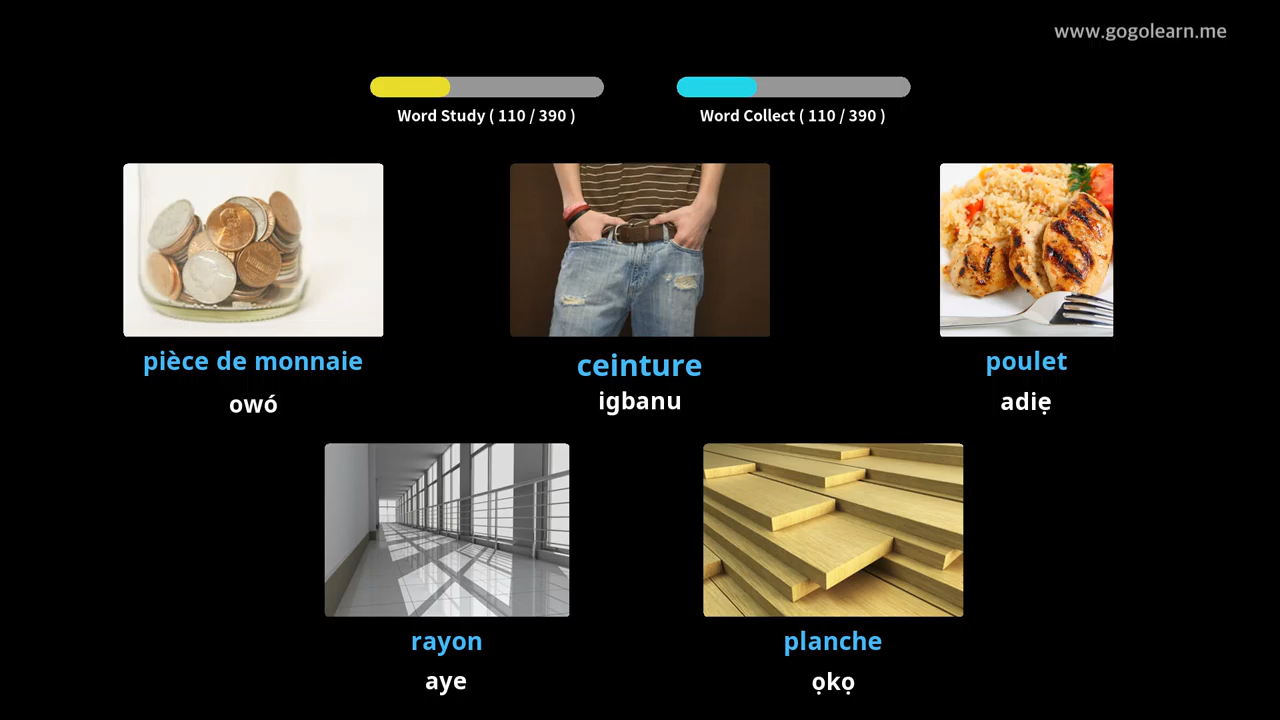 www.gogolearn.me
Word Study ( 110 / 390 )
Word Collect ( 110 / 390 )
pièce de monnaie
owó
ceinture
igbanu
poulet
adiẹ
rayon
aye
planche
ọkọ